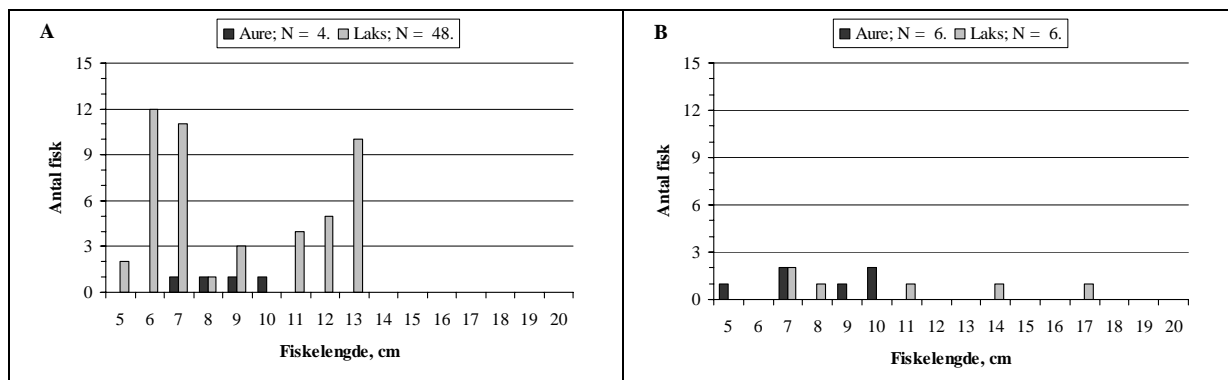 A
Aure; N = 4. Laks; N = 48.
15
12
9
6
3
0
Antal fisk
5 6 7 8 9 10 11 12 13 14 15 16 17 18 19 20
Fiskelengde, cm
B
Aure; N = 6. Laks; N = 6.
15
12
9
6
3
0
Antal fisk
5 6 7 8 9 10 11 12 13 14 15 16 17 18 19 20
Fiskelengde, cm